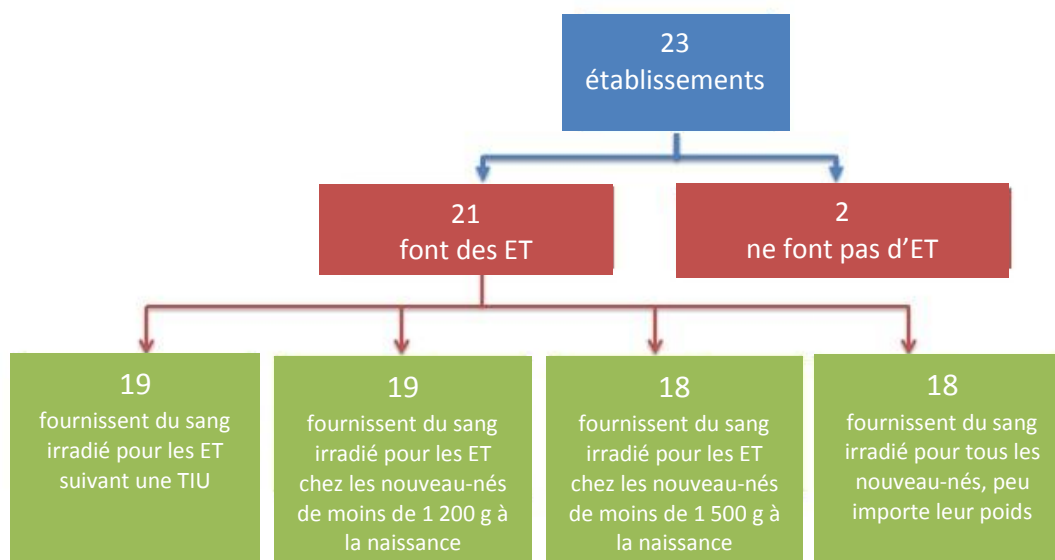 23
établissements
21
font des ET
2
ne font pas d'ET
19
fournissent du sang
irradié pour les ET
suivant une TIU
19
fournissent du sang
irradié pour les ET
chez les nouveau-nés
de moins de 1 200 g à
la naissance
18
fournissent du sang
irradié pour les ET
chez les nouveau-nés
de moins de 1 500 g à
la naissance
18
fournissent du sang
irradié pour tous les
nouveau-nés, peu
importe leur poids